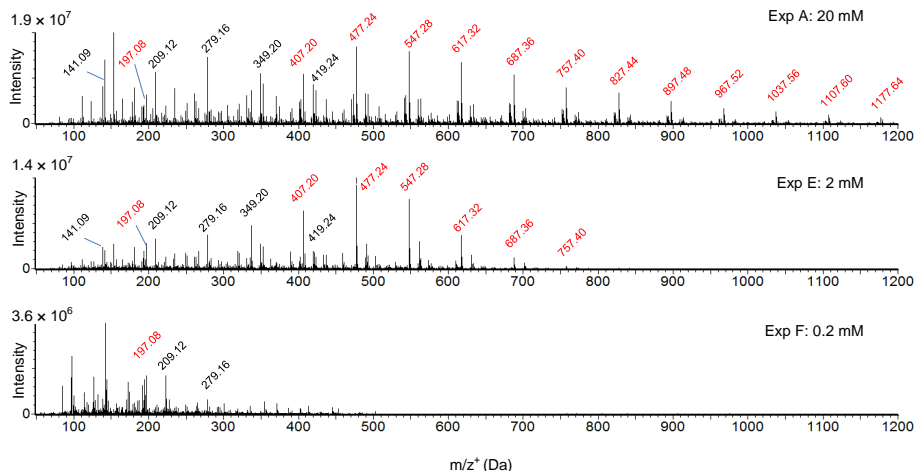 1.9 × 10⁷
Exp A: 20 mM
Intensity
0
141.09
197.08
209.12
279.16
349.20
407.20
419.24
477.24
547.28
617.32
687.36
757.40
827.44
897.48
967.52
1037.56
1107.60
1177.64
100 200 300 400 500 600 700 800 900 1000 1100 1200
1.4 × 10⁷
Exp E: 2 mM
Intensity
0
141.09
197.08
209.12
279.16
349.20
407.20
419.24
477.24
547.28
617.32
687.36
757.40
100 200 300 400 500 600 700 800 900 1000 1100 1200
3.6 × 10⁶
Exp F: 0.2 mM
Intensity
0
197.08
209.12
279.16
100 200 300 400 500 600 700 800 900 1000 1100 1200
m/z⁺ (Da)